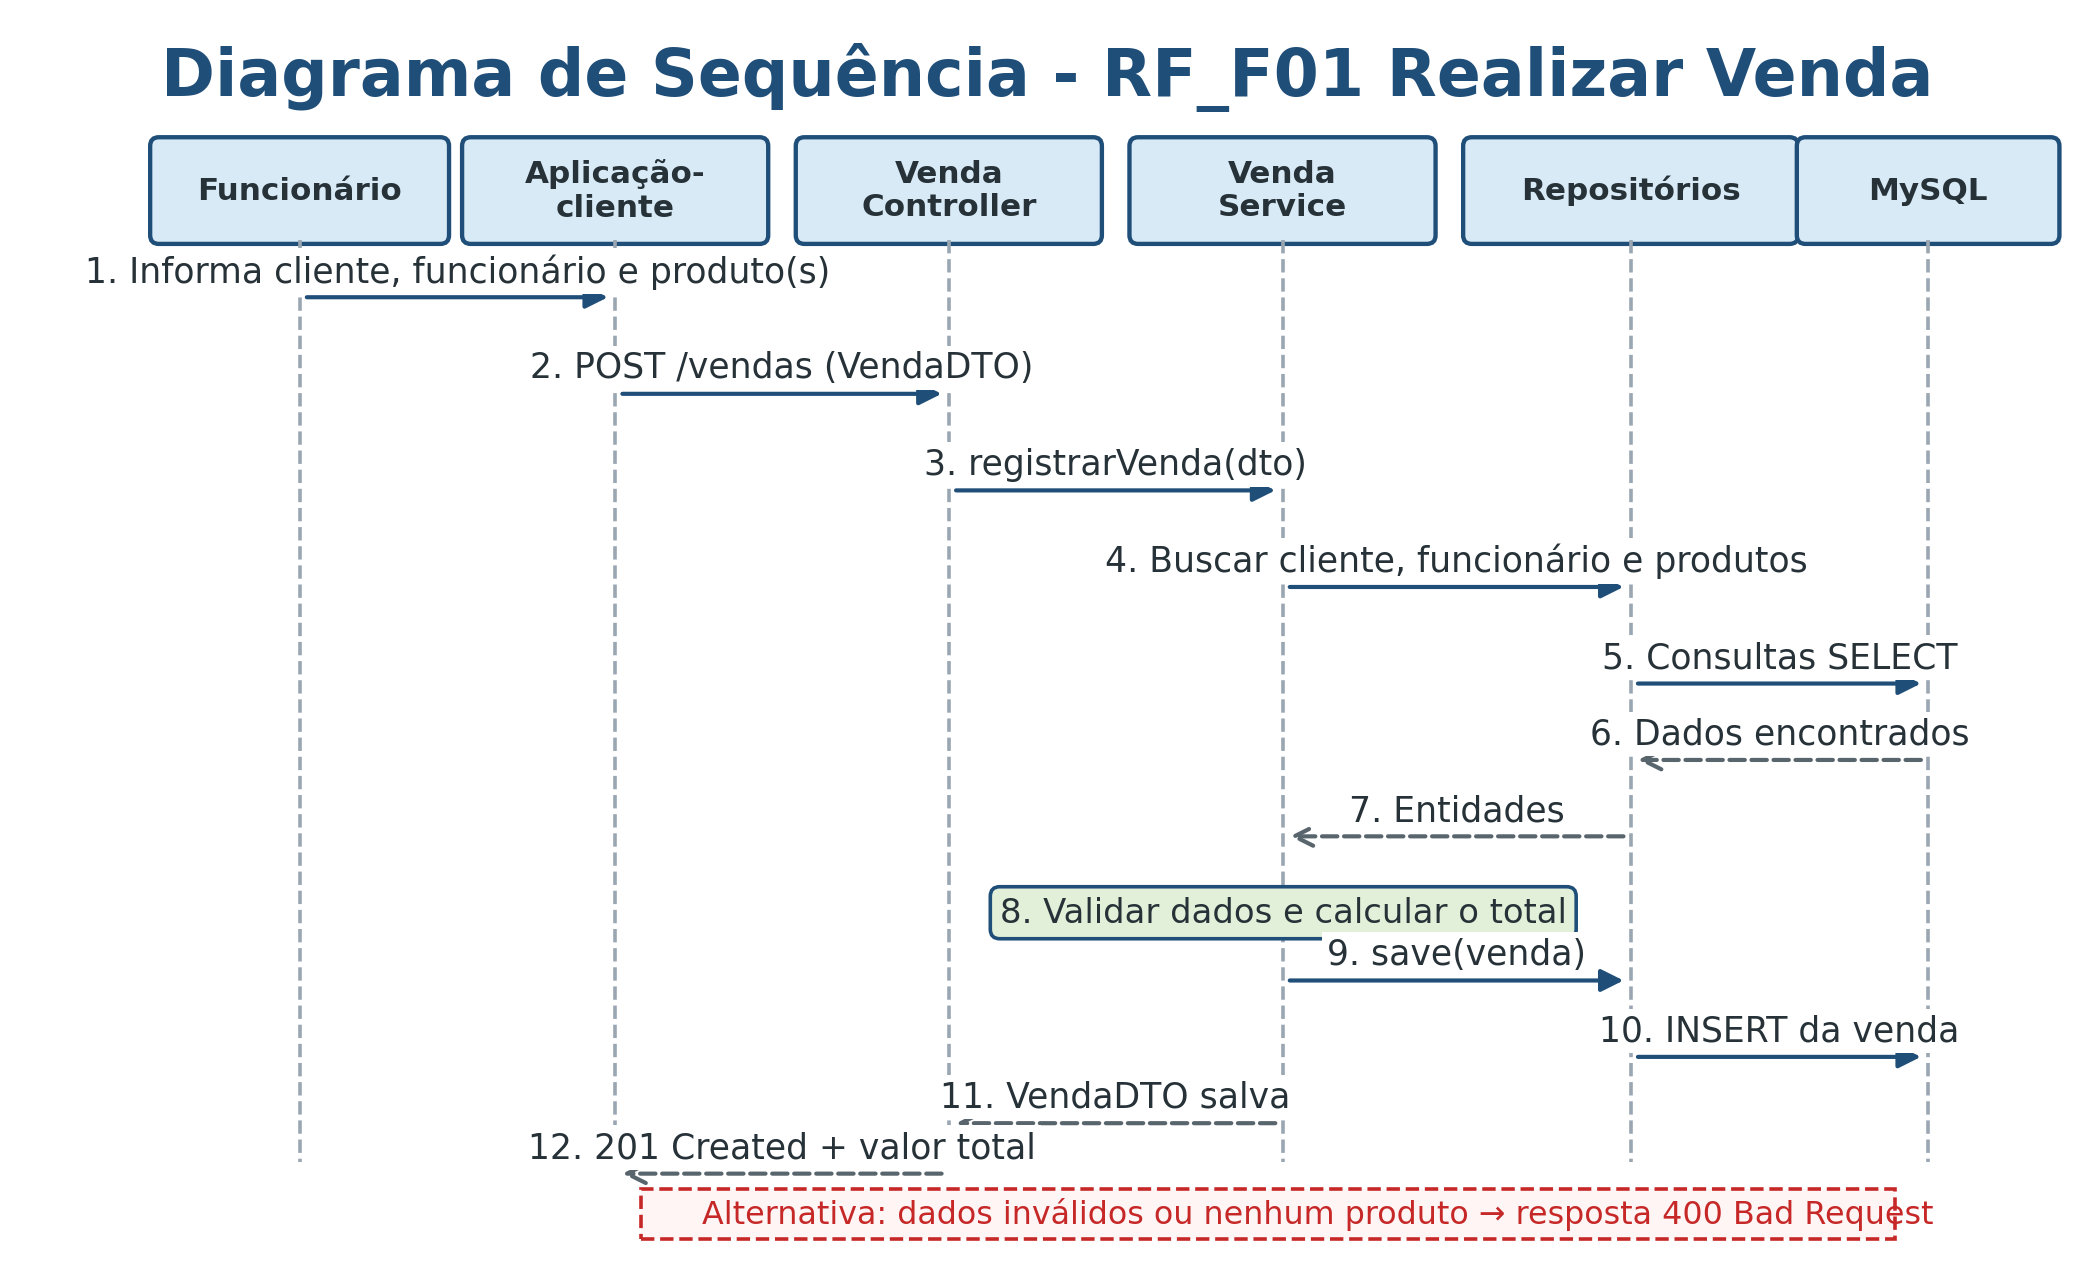 Diagrama de Sequência - RF_F01 Realizar Venda
Funcionário
Aplicação-
cliente
Venda
Controller
Venda
Service
Repositórios
MySQL
1. Informa cliente, funcionário e produto(s)
2. POST /vendas (VendaDTO)
3. registrarVenda(dto)
4. Buscar cliente, funcionário e produtos
5. Consultas SELECT
6. Dados encontrados
7. Entidades
8. Validar dados e calcular o total
9. save(venda)
10. INSERT da venda
11. VendaDTO salva
12. 201 Created + valor total
Alternativa: dados inválidos ou nenhum produto → resposta 400 Bad Request